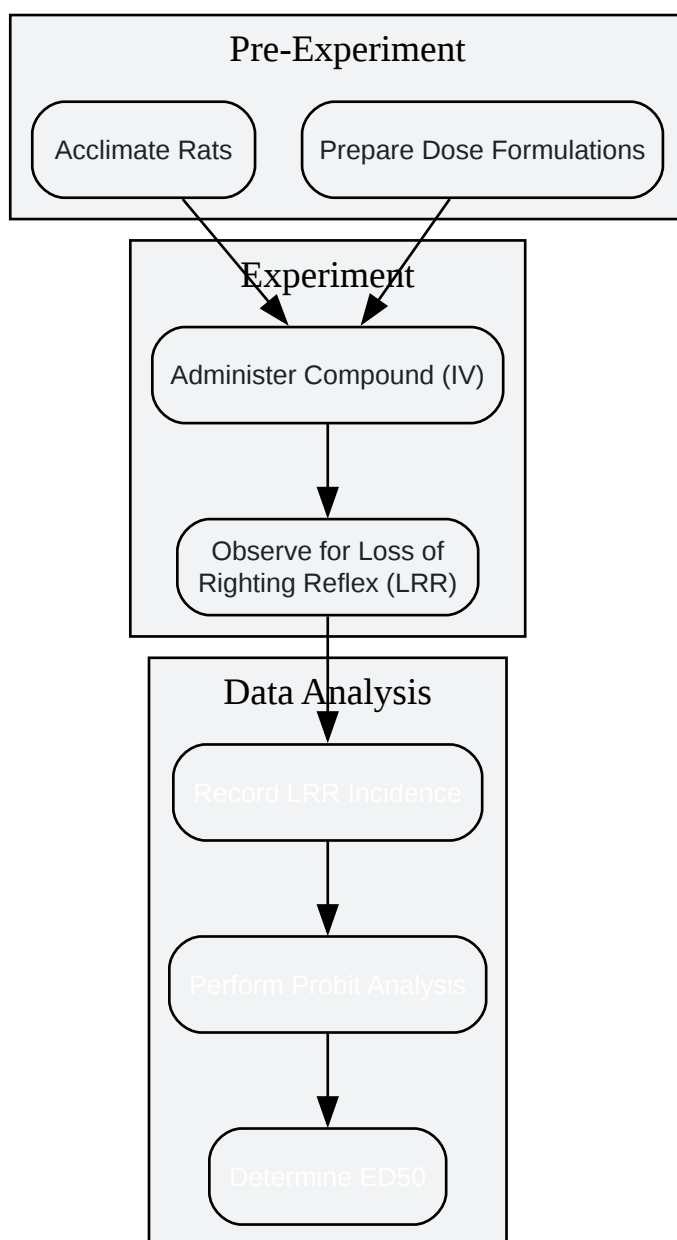 Pre-Experiment
Acclimate Rats
Prepare Dose Formulations
Experiment
Administer Compound (IV)
Observe for Loss of
Righting Reflex (LRR)
Data Analysis
Record LRR Incidence
Perform Probit Analysis
Determine ED50